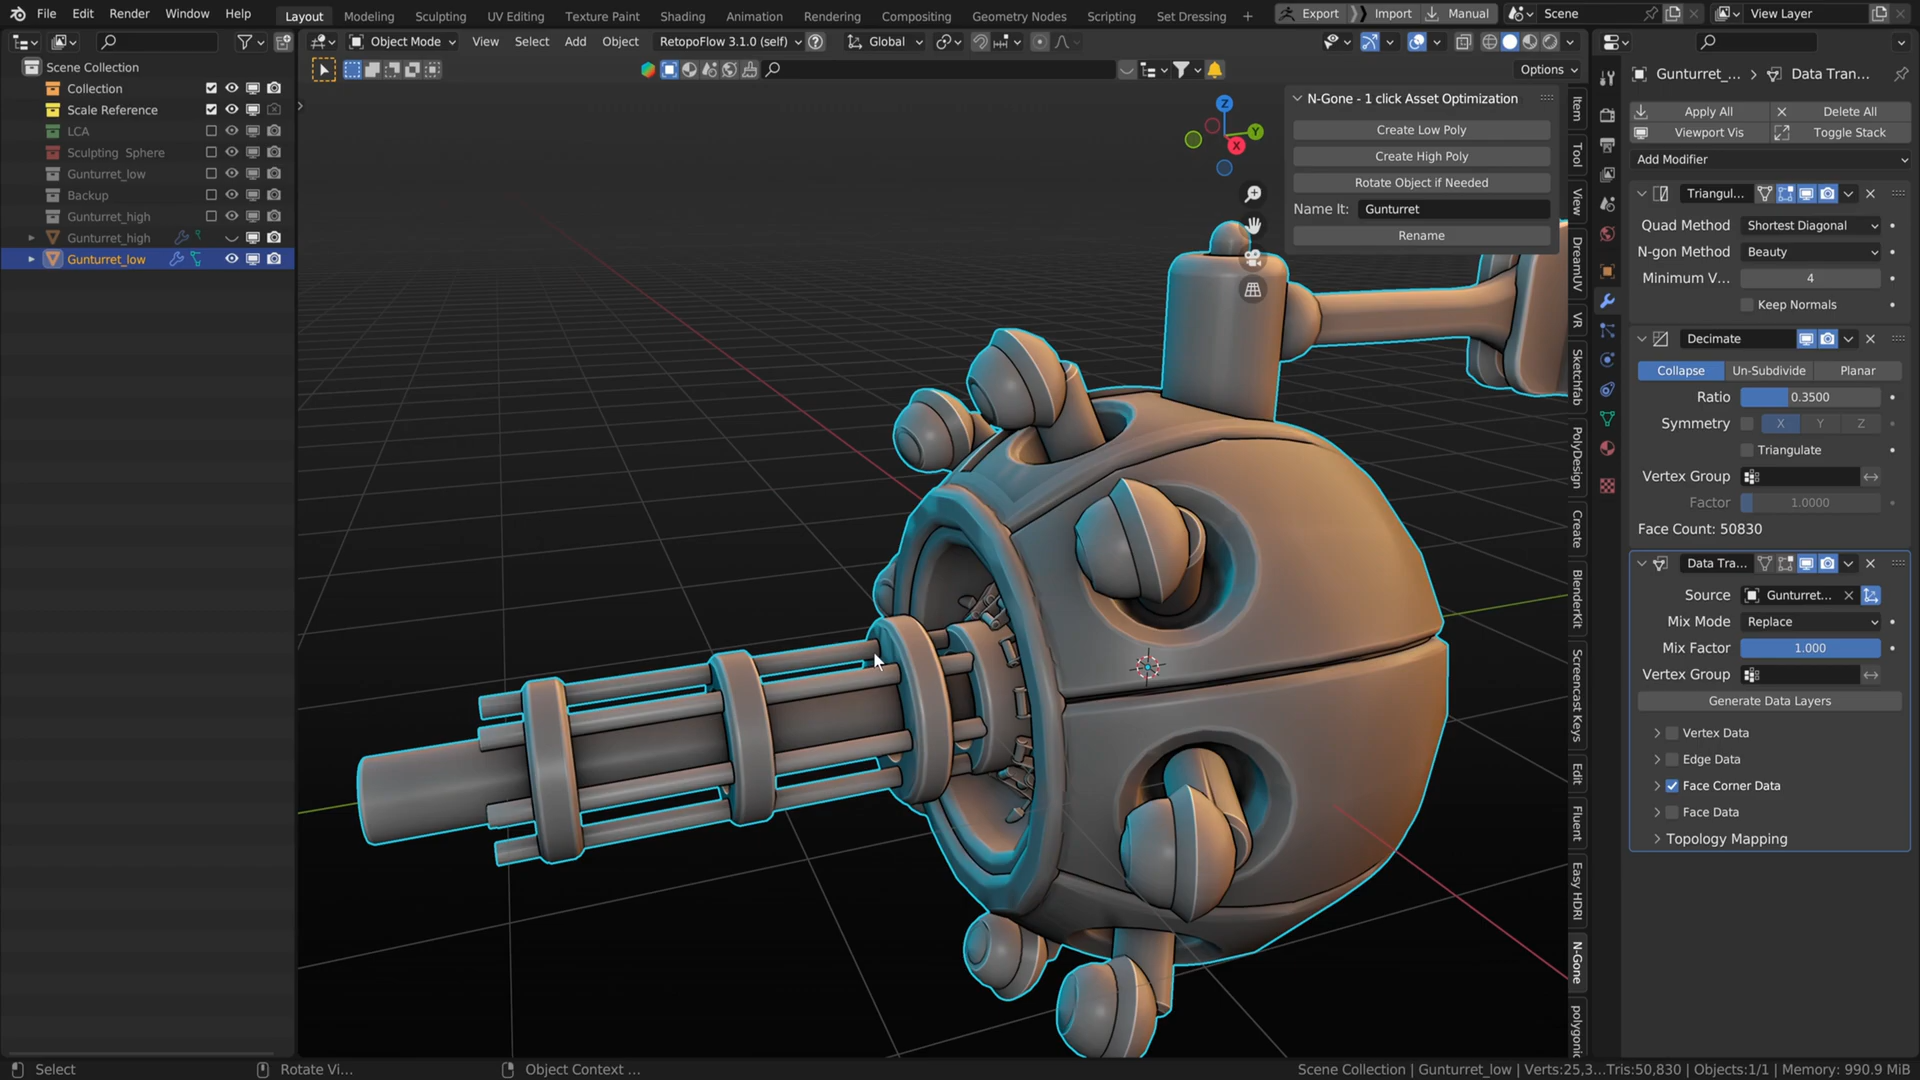 File Edit Render Window Help Layout Modeling Sculpting UV Editing Texture Paint Shading Animation Rendering Compositing Geometry Nodes Scripting Set Dressing + Export Import Manual Scene View Layer
Object Mode View Select Add Object RetopoFlow 3.1.0 (self) Global
Options
Scene Collection
Collection
Scale Reference
LCA
Sculpting Sphere
Gunturret_low
Backup
Gunturret_high
Gunturret_high
Gunturret_low
Z
Y
X
N-Gone - 1 click Asset Optimization
Create Low Poly
Create High Poly
Rotate Object if Needed
Name It: Gunturret
Rename
Item
Tool
View
DreamUV
VR
Sketchfab
PolyDesign
Create
BlenderKit
Screencast Keys
Edit
Fluent
Easy HDRI
N-Gone
polygonic
Gunturret_... > Data Tran...
Apply All Delete All
Viewport Vis Toggle Stack
Add Modifier
Triangul...
Quad Method Shortest Diagonal
N-gon Method Beauty
Minimum V... 4
Keep Normals
Decimate
Collapse Un-Subdivide Planar
Ratio 0.3500
Symmetry X Y Z
Triangulate
Vertex Group
Factor 1.0000
Face Count: 50830
Data Tra...
Source Gunturret...
Mix Mode Replace
Mix Factor 1.000
Vertex Group
Generate Data Layers
Vertex Data
Edge Data
Face Corner Data
Face Data
Topology Mapping
Select Rotate Vi... Object Context ... Scene Collection | Gunturret_low | Verts:25,3...Tris:50,830 | Objects:1/1 | Memory: 990.9 MiB